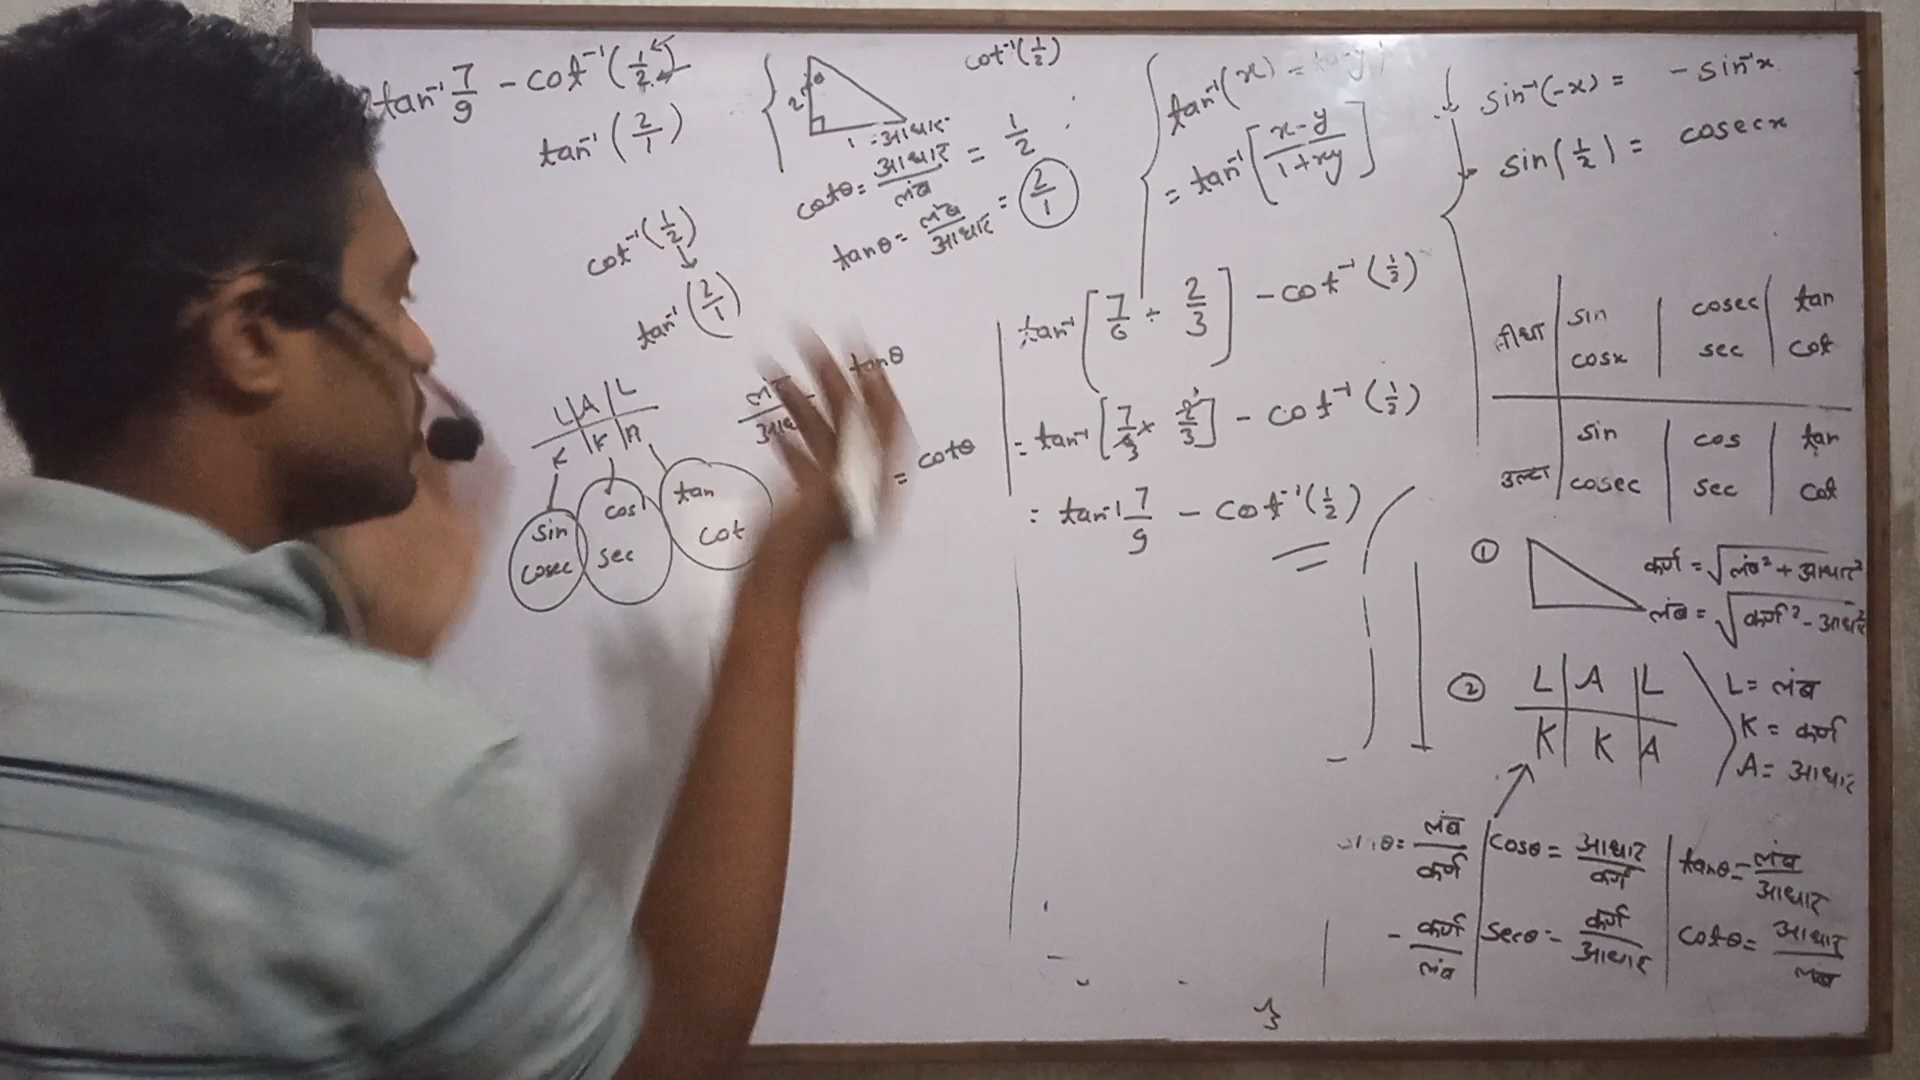 tan⁻¹ 7/9 - cot⁻¹(1/2)
tan⁻¹(2/1)
cot⁻¹(1/2)
tan⁻¹(2/1)
L | A | L
K | K | A
sin
cosec
cos
sec
tan
cot
cot⁻¹(1/2)
θ
2
1 = आधार
cotθ = आधार/लंब = 1/2
tanθ = लंब/आधार = 2/1
tanθ
= cotθ
tan⁻¹(x) -
= tan⁻¹[x-y/1+xy]
tan⁻¹[7/6 ÷ 2/3] - cot⁻¹(1/2)
= tan⁻¹[7/3 × 2/3] - cot⁻¹(1/2)
= tan⁻¹ 7/9 - cot⁻¹(1/2)
sin⁻¹(-x) = - sin⁻¹x
sin(1/x) = cosecx
sin | cosec | tan
cosx | sec | cot
उल्टा
sin | cos | tan
cosec | sec | cot
① कर्ण = √लंब² + आधार²
लंब = √कर्ण² - आधार²
② L | A | L
K | K | A
L = लंब
K = कर्ण
A = आधार
θ = लंब/कर्ण | cosθ = आधार/कर्ण | tanθ = लंब/आधार
- कर्ण/लंब | secθ = कर्ण/आधार | cotθ = आधार/लंब